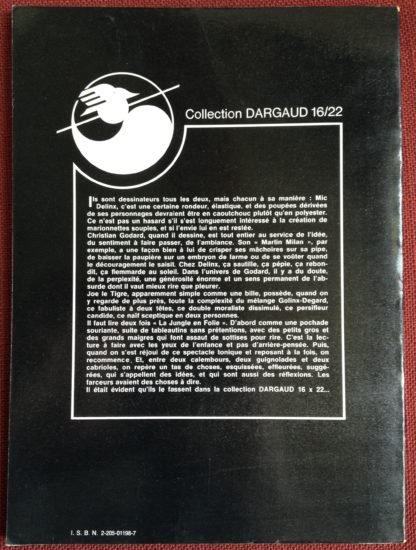 Collection DARGAUD 16/22
Ils sont dessinateurs tous les deux, mais chacun à sa manière : Mic
Delinx, c'est une certaine rondeur, élastique, et des poupées dérivées
de ses personnages devraient être en caoutchouc plutôt qu'en polyester.
Ce n'est pas un hasard s'il s'est longuement intéressé à la création de
marionnettes souples, et si l'envie lui en est restée.
Christian Godard, quand il dessine, est tout entier au service de l'idée,
du sentiment à faire passer, de l'ambiance. Son « Martin Milan », par
exemple, a une façon bien à lui de crisper ses mâchoires sur sa pipe,
de baisser la paupière sur un embryon de larme ou de se voûter quand
le découragement le saisit. Chez Delinx, ça sautille, ça pépie, ça rebon-
dit, ça flemmarde au soleil. Dans l'univers de Godard, il y a du doute,
de la perplexité, une générosité énorme et un sens permanent de l'ab-
surde dont il vaut mieux rire que pleurer.
Joe le Tigre, apparemment simple comme une bille, possède, quand on
y regarde de plus près, toute la complexité du mélange Golinx-Degard,
ce fabuliste à deux têtes, ce double moraliste dissimulé, ce persifleur
candide, ce naïf sceptique en deux personnes.
Il faut lire deux fois « La Jungle en Folie ». D'abord comme une pochade
souriante, suite de tableautins sans prétentions, avec des petits gros et
des grands maigres qui font assaut de sottises pour rire. C'est la lec-
ture à faire avec les yeux de l'enfance et pas d'arrière-pensée. Puis,
quand on s'est réjoui de ce spectacle tonique et reposant à la fois, on
recommence. Et, entre deux calembours, deux guignolades et deux
cabrioles, on repère un tas de choses, esquissées, effleurées, suggé-
rées, qui s'appellent des idées, et qui sont aussi des réflexions. Les
farceurs avaient des choses à dire.
Il était évident qu'ils le fassent dans la collection DARGAUD 16 x 22...
I. S. B. N. 2-205-01198-7